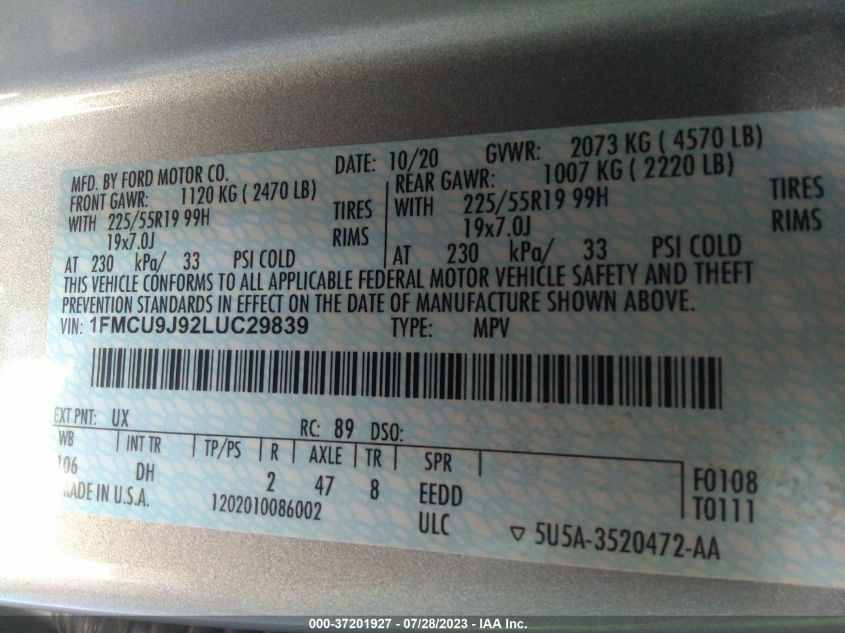 MFD. BY FORD MOTOR CO. DATE: 10/20 GVWR: 2073 KG ( 4570 LB)
FRONT GAWR: 1120 KG ( 2470 LB) REAR GAWR: 1007 KG ( 2220 LB)
WITH 225/55R19 99H TIRES WITH 225/55R19 99H TIRES
19x7.0J RIMS 19x7.0J RIMS
AT 230 kPa/ 33 PSI COLD AT 230 kPa/ 33 PSI COLD
THIS VEHICLE CONFORMS TO ALL APPLICABLE FEDERAL MOTOR VEHICLE SAFETY AND THEFT
PREVENTION STANDARDS IN EFFECT ON THE DATE OF MANUFACTURE SHOWN ABOVE.
VIN: 1FMCU9J92LUC29839 TYPE: MPV
EXT PNT: UX RC: 89 DSO:
WB INT TR TP/PS R AXLE TR SPR
106 DH 2 47 8 EEDD F0108
MADE IN U.S.A. 1202010086002 ULC T0111
▽ 5U5A-3520472-AA
000-37201927 - 07/28/2023 - IAA Inc.